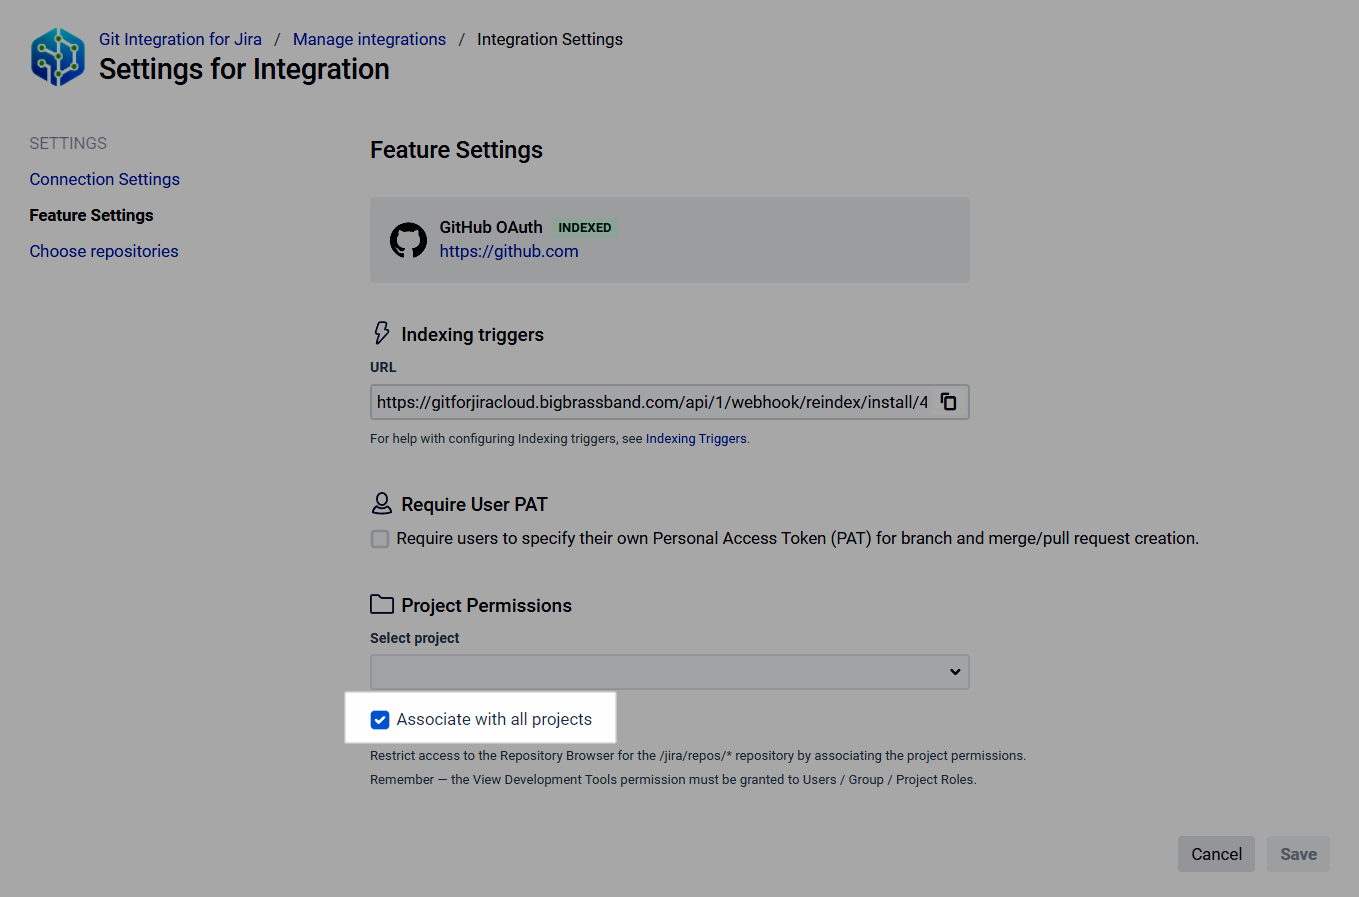 Git Integration for Jira / Manage integrations / Integration Settings
Settings for Integration
SETTINGS
Connection Settings
Feature Settings
Choose repositories
Feature Settings
GitHub OAuth INDEXED
https://github.com
Indexing triggers
URL
https://gitforjiracloud.bigbrassband.com/api/1/webhook/reindex/install/4
For help with configuring Indexing triggers, see Indexing Triggers.
Require User PAT
Require users to specify their own Personal Access Token (PAT) for branch and merge/pull request creation.
Project Permissions
Select project
Associate with all projects
Restrict access to the Repository Browser for the /jira/repos/* repository by associating the project permissions.
Remember — the View Development Tools permission must be granted to Users / Group / Project Roles.
Cancel Save